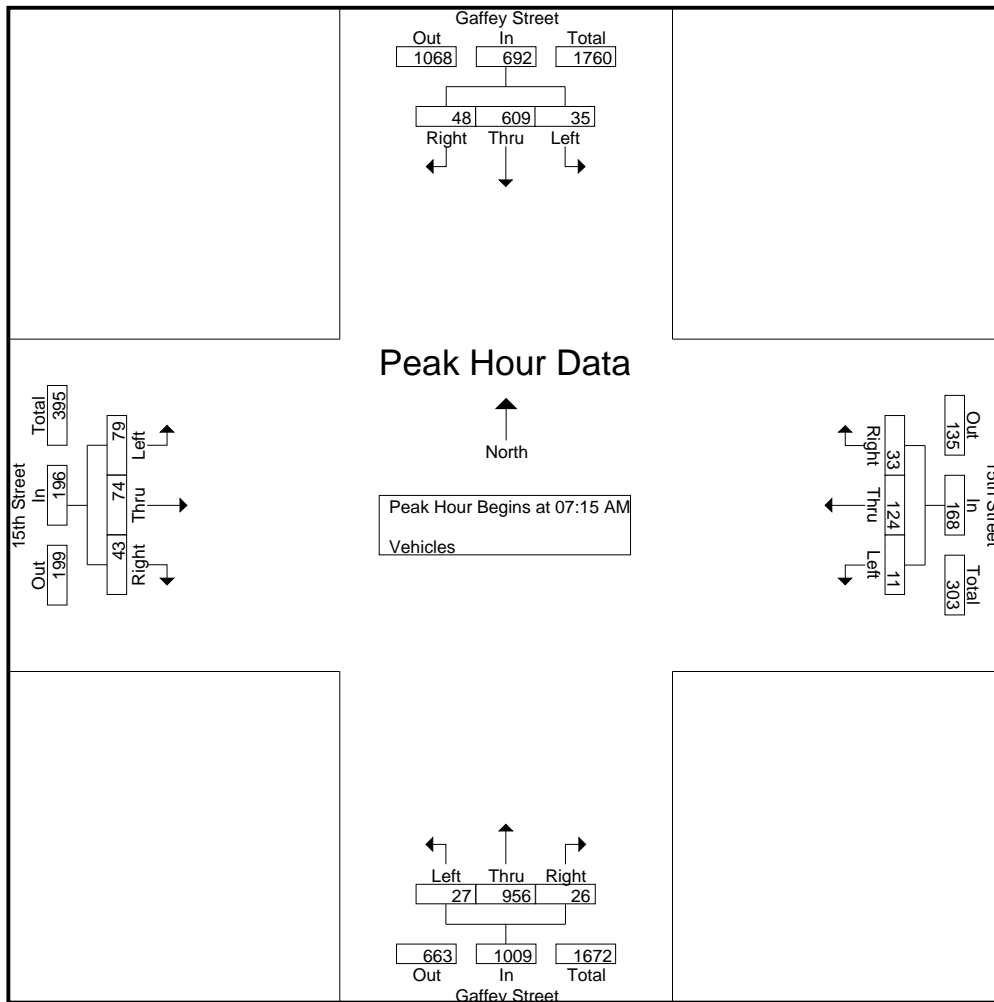 Gaffey Street
Out In Total
1068 692 1760
48 609 35
Right Thru Left
Peak Hour Data
North
Peak Hour Begins at 07:15 AM
Vehicles
15th Street
Total In Out
395 196 199
79 74 43
Left Thru Right
Right Thru Left
33 124 11
135 168 303
Out In Total
15th Street
Left Thru Right
27 956 26
663 1009 1672
Out In Total
Gaffey Street